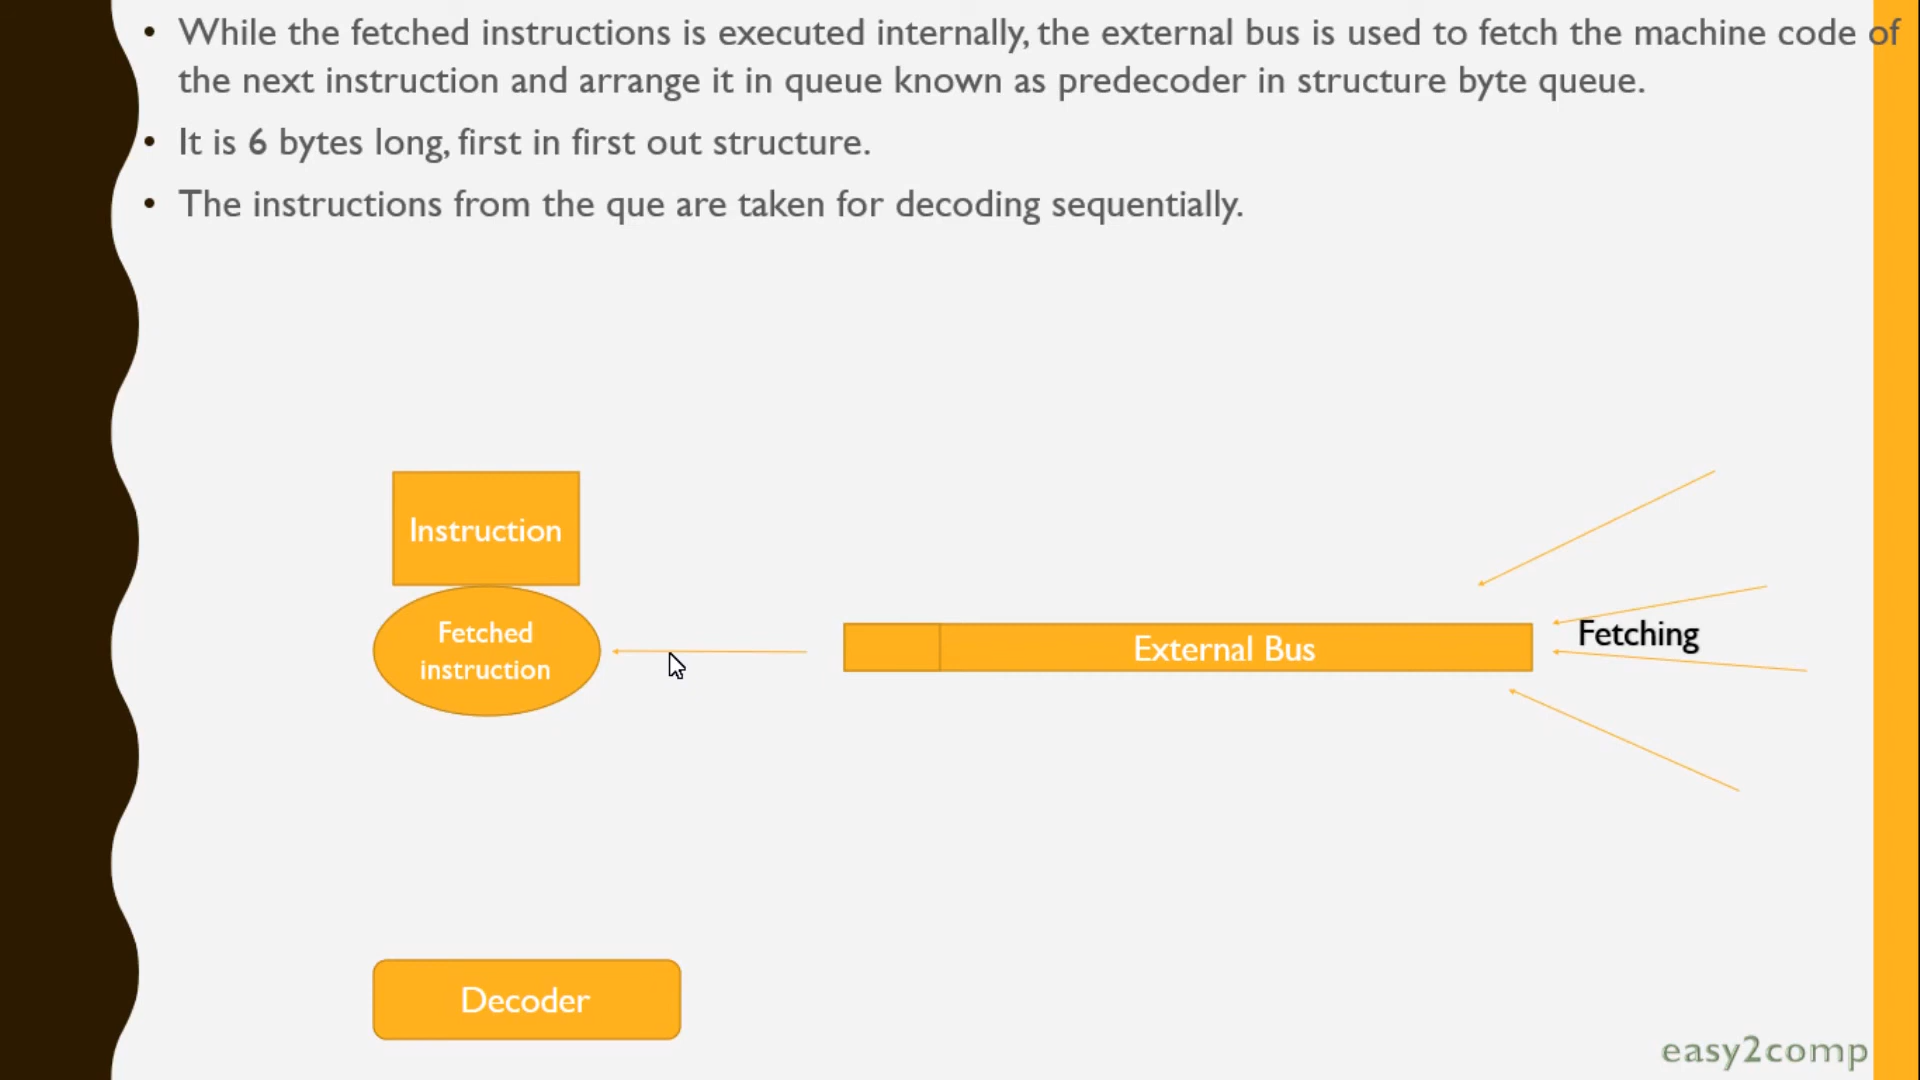 • While the fetched instructions is executed internally, the external bus is used to fetch the machine code of
the next instruction and arrange it in queue known as predecoder in structure byte queue.
• It is 6 bytes long, first in first out structure.
• The instructions from the que are taken for decoding sequentially.
Instruction
Fetched
instruction
External Bus
Fetching
Decoder
easy2comp